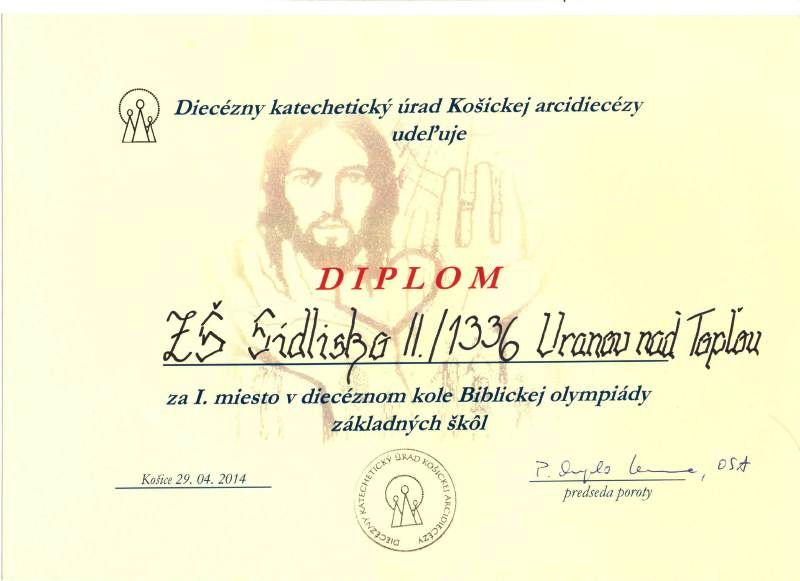 Diecézny katechetický úrad Košickej arcidiecézy
udeľuje
DIPLOM
ZŠ Sídlisko II./1336 Vranov nad Topľou
za I. miesto v diecéznom kole Biblickej olympiády
základných škôl
Košice 29. 04. 2014
P. OSA
predseda poroty
DIECÉZNY KATECHETICKÝ ÚRAD KOŠICKEJ ARCIDIECÉZY